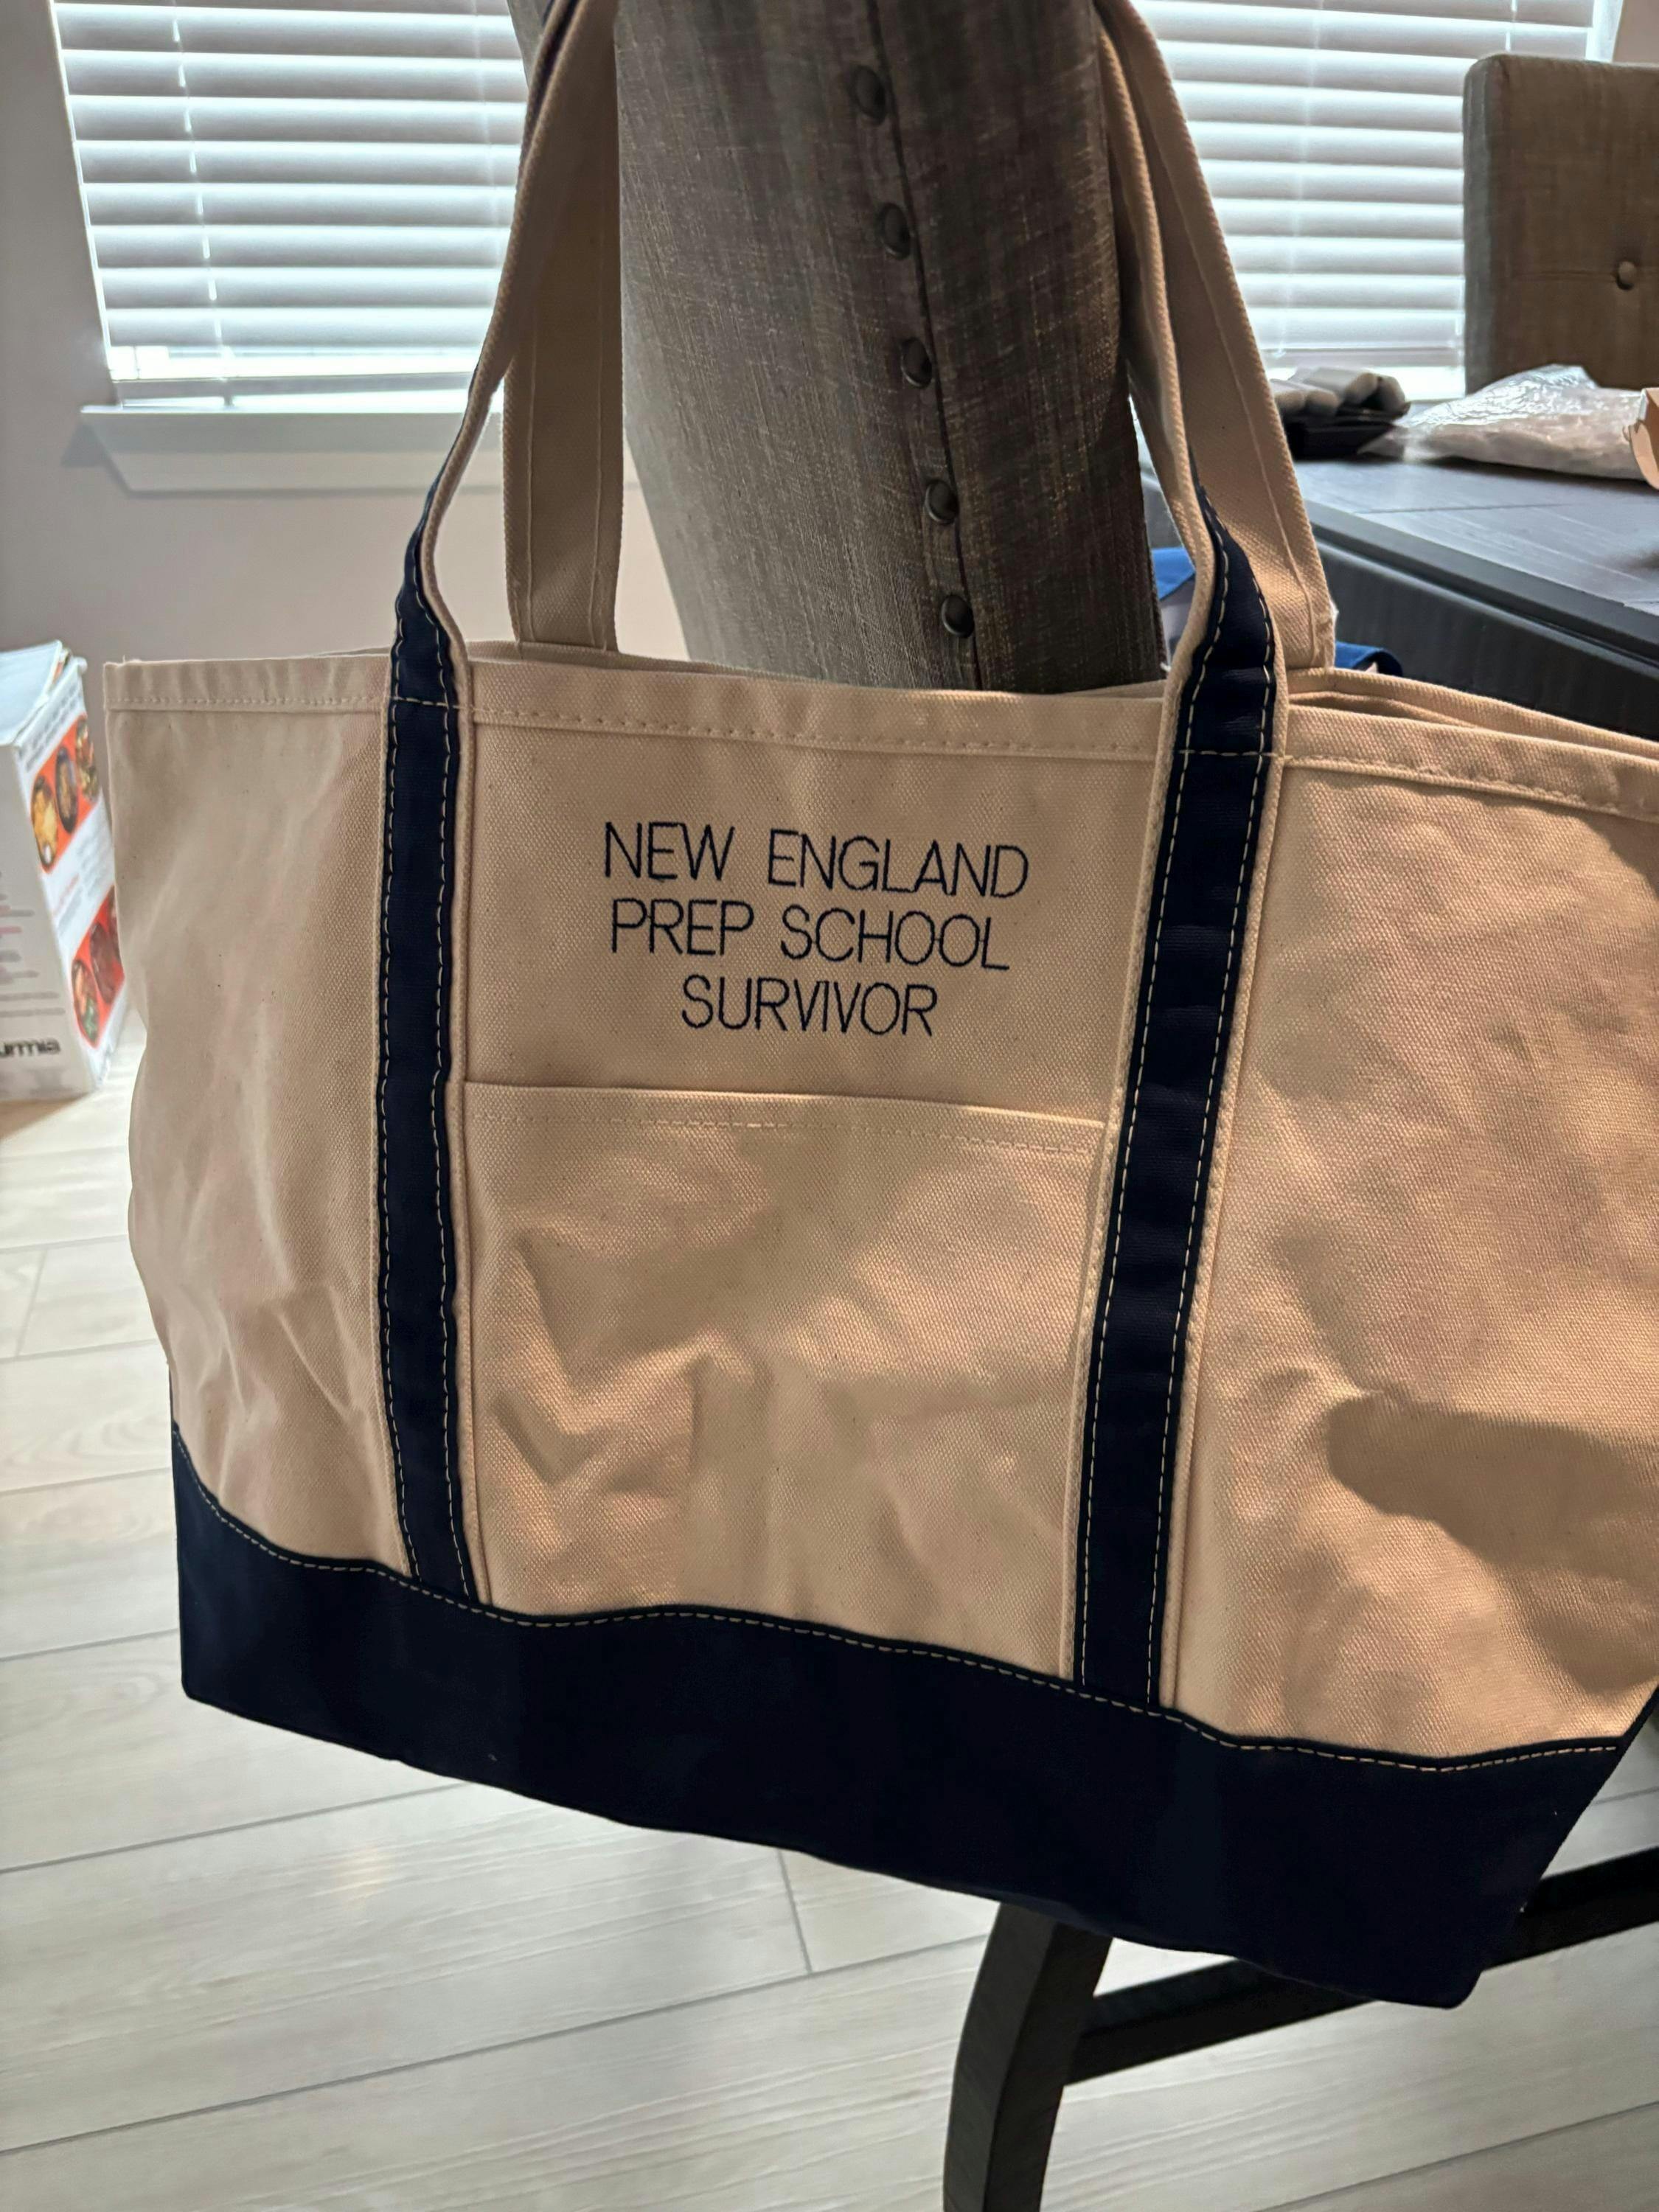 NEW ENGLAND
PREP SCHOOL
SURVIVOR